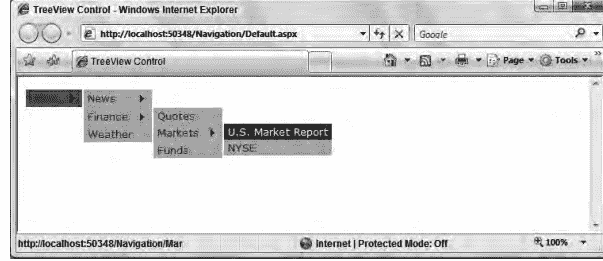 TreeView Control - Windows Internet Explorer
http://localhost:50348/Navigation/Default.aspx
Google
TreeView Control
Page
Tools
News
Finance
Weather
Quotes
Markets
Funds
U.S. Market Report
NYSE
http://localhost:50348/Navigation/Mar
Internet | Protected Mode: Off
100%